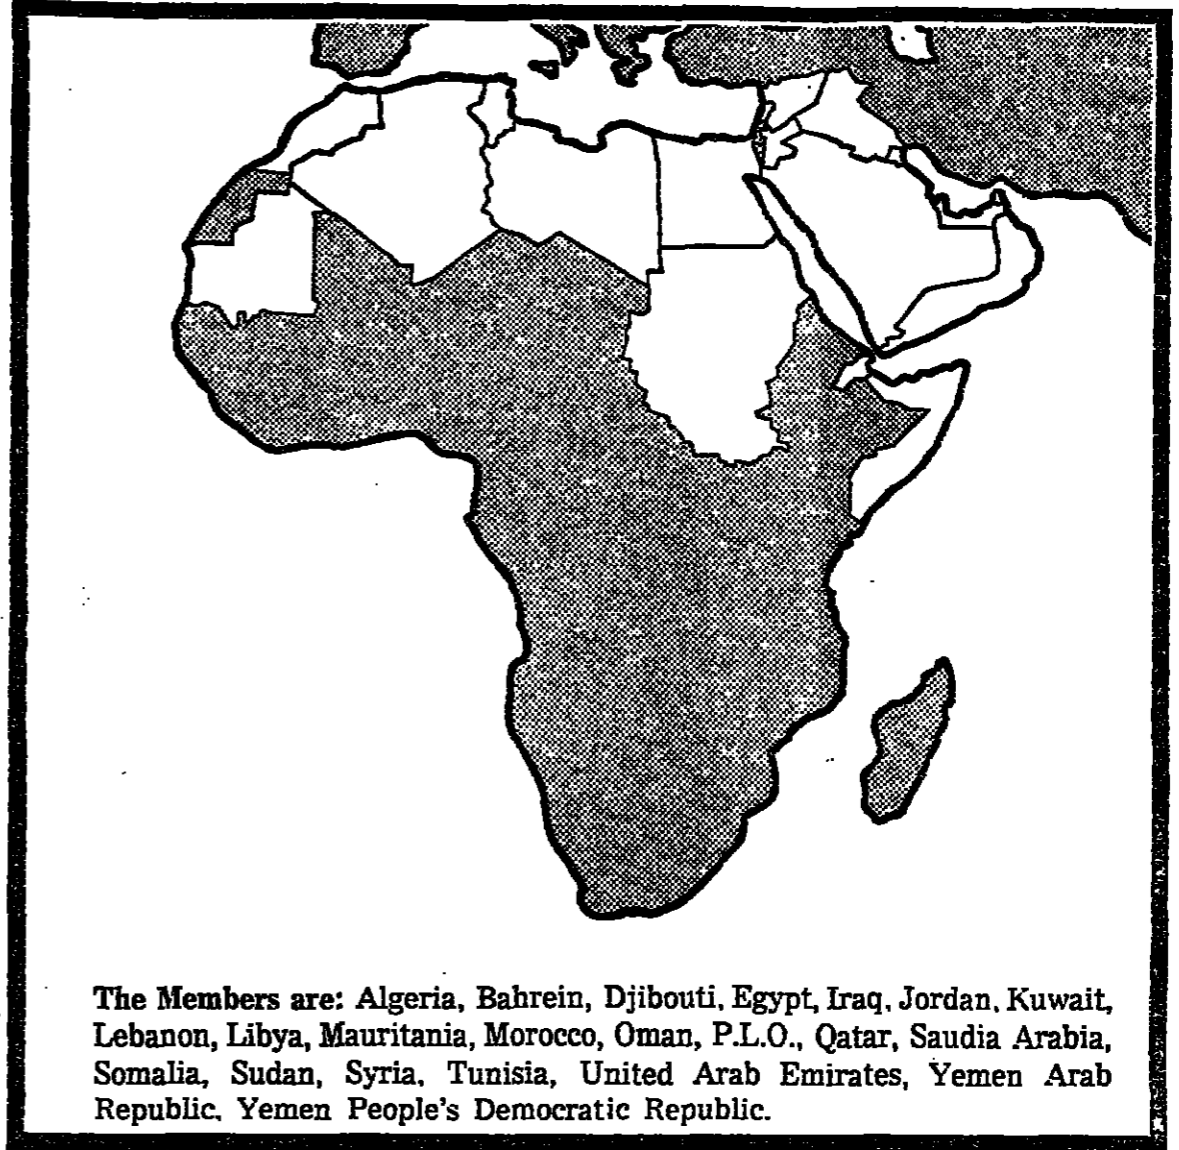 The Members are: Algeria, Bahrein, Djibouti, Egypt, Iraq, Jordan, Kuwait,
Lebanon, Libya, Mauritania, Morocco, Oman, P.L.O., Qatar, Saudia Arabia,
Somalia, Sudan, Syria, Tunisia, United Arab Emirates, Yemen Arab
Republic, Yemen People's Democratic Republic.